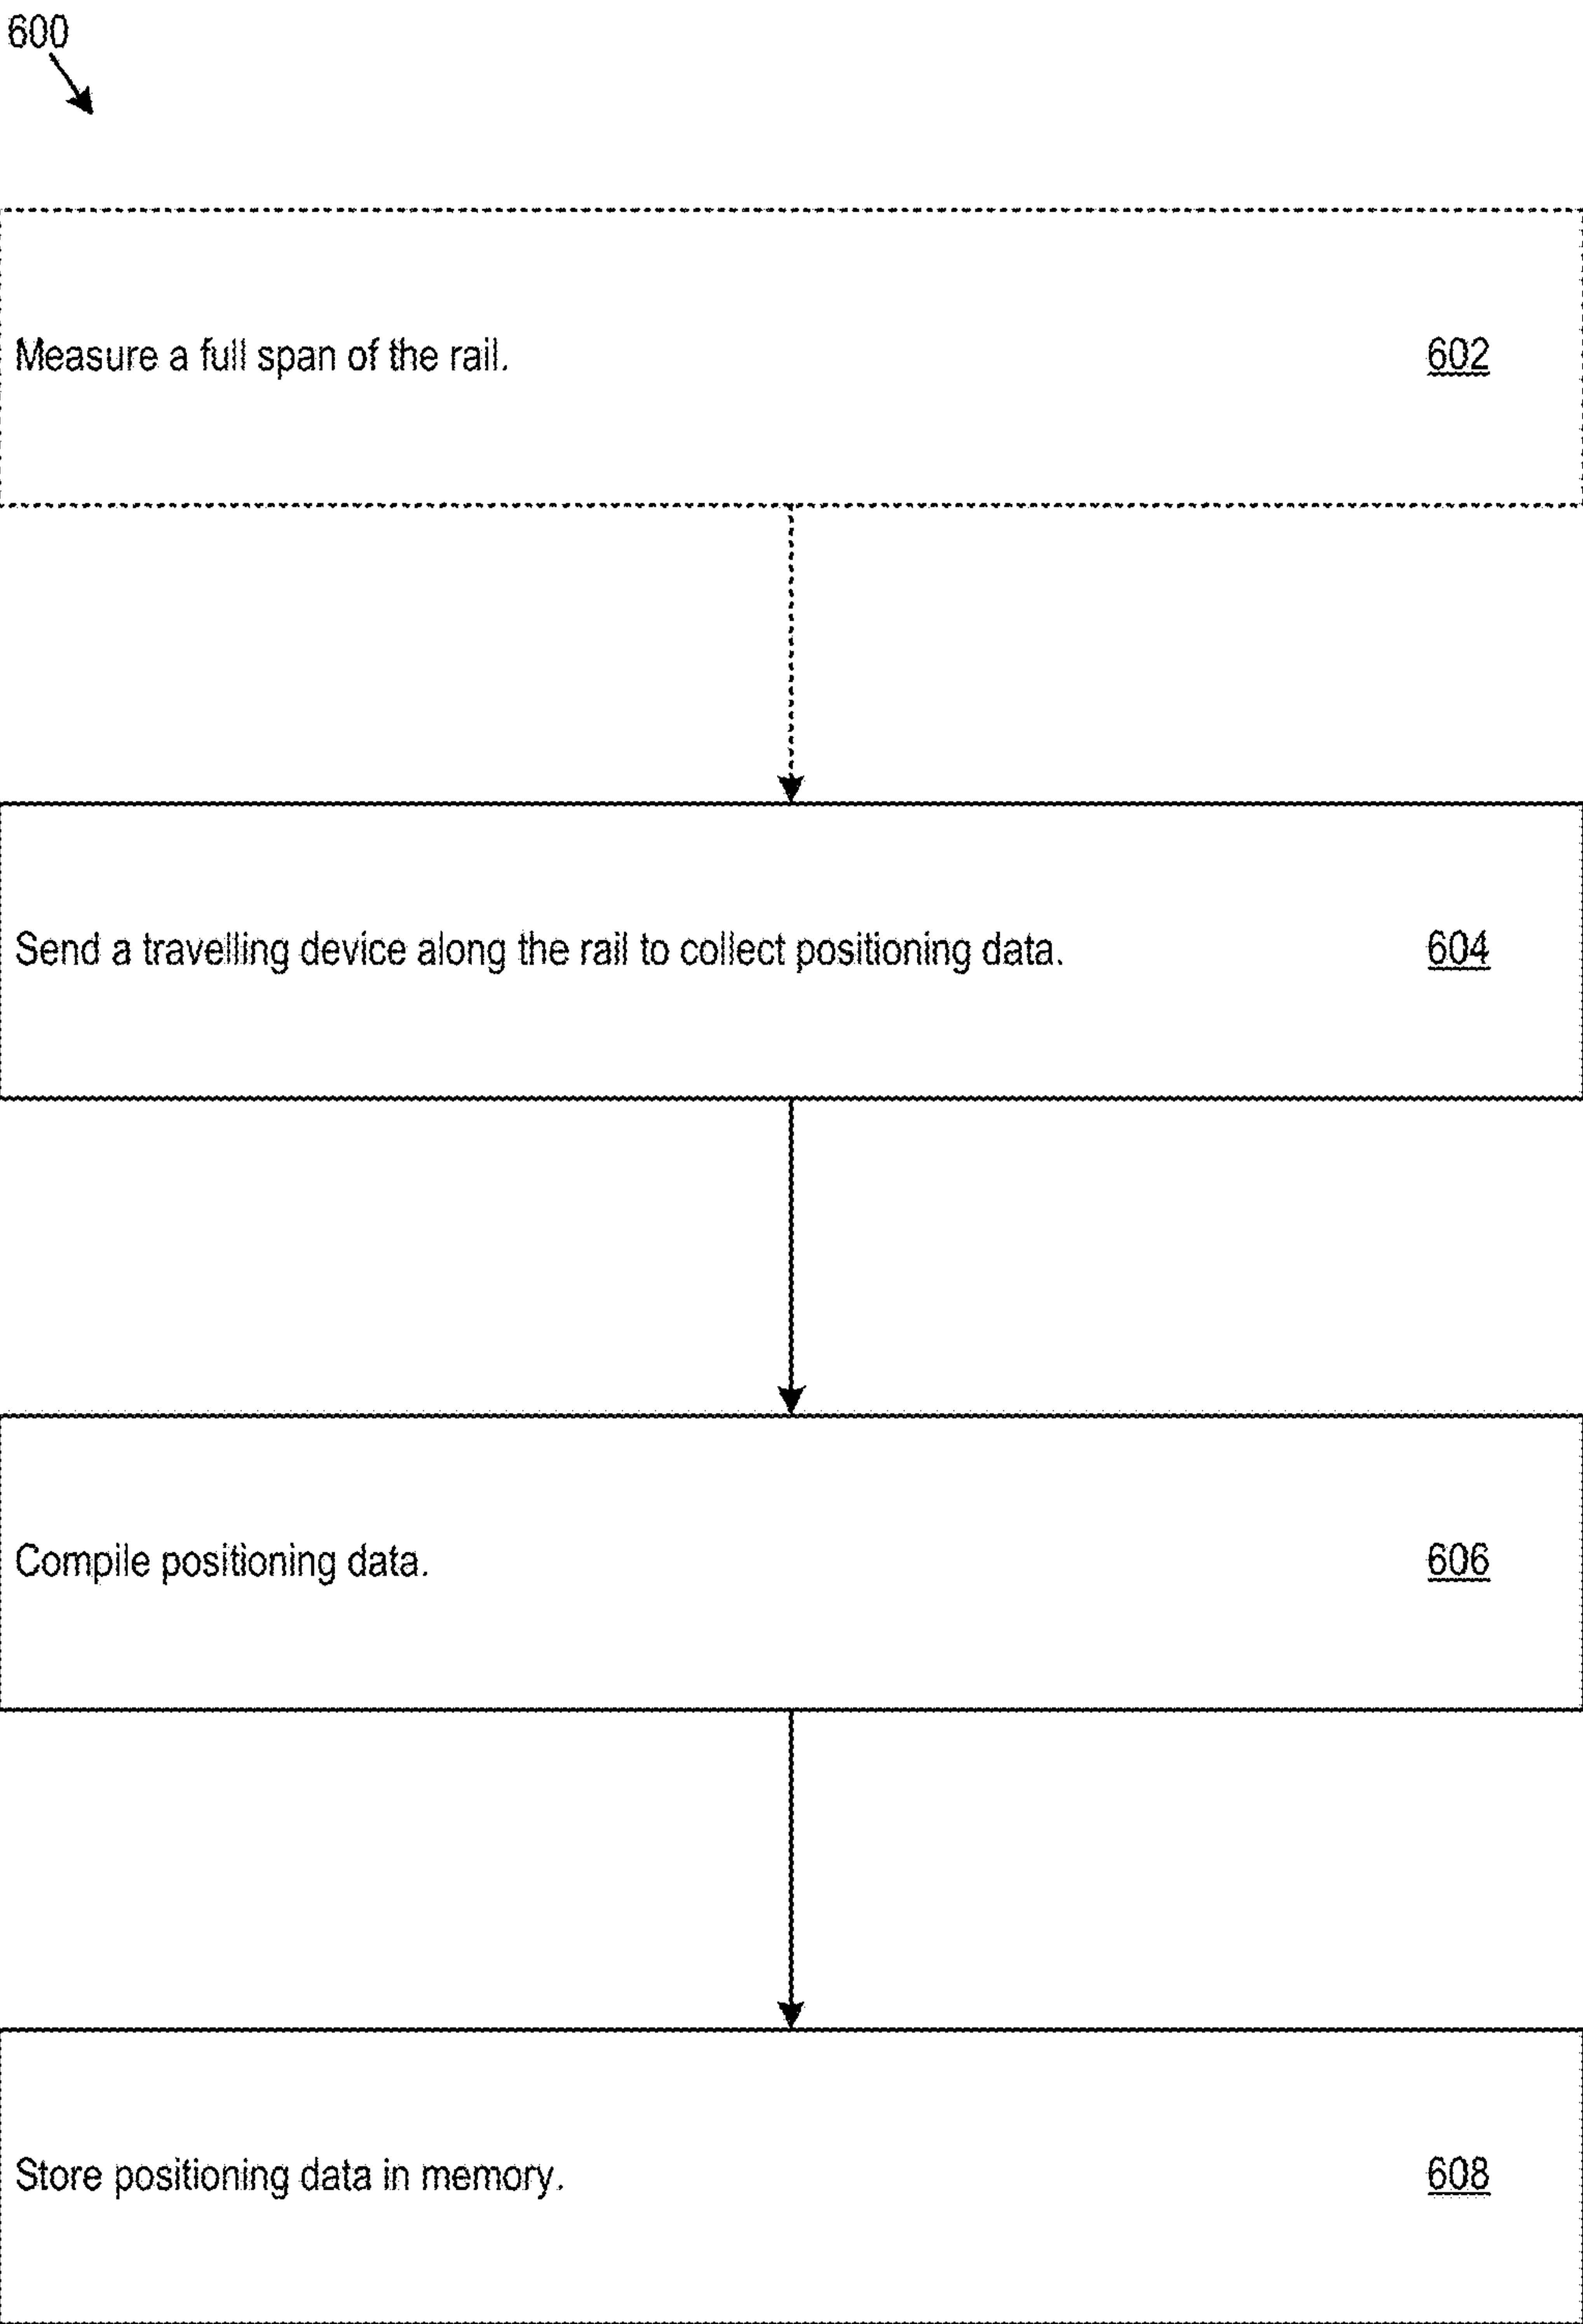 600
Measure a full span of the rail. 602
Send a travelling device along the rail to collect positioning data. 604
Compile positioning data. 606
Store positioning data in memory. 608